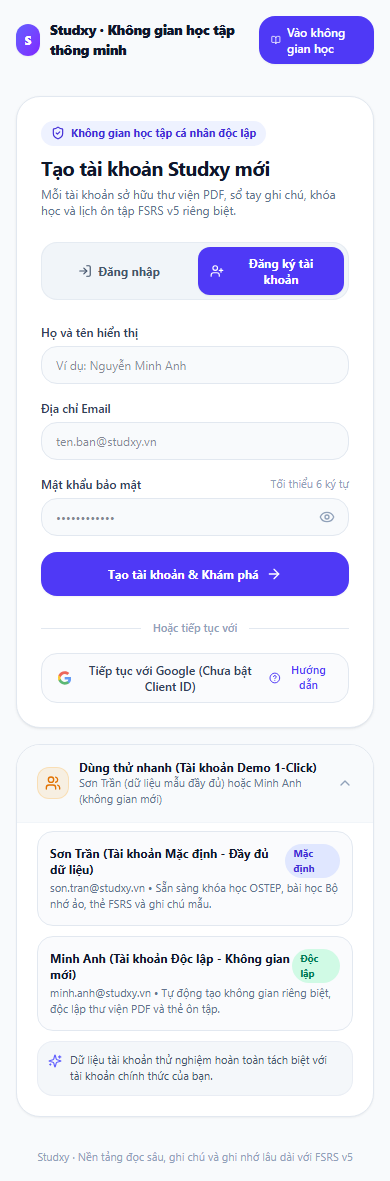 S
Studxy · Không gian học tập
thông minh
Vào không
gian học
Không gian học tập cá nhân độc lập
Tạo tài khoản Studxy mới
Mỗi tài khoản sở hữu thư viện PDF, sổ tay ghi chú, khóa
học và lịch ôn tập FSRS v5 riêng biệt.
Đăng nhập
Đăng ký tài
khoản
Họ và tên hiển thị
Ví dụ: Nguyễn Minh Anh
Địa chỉ Email
ten.ban@studxy.vn
Mật khẩu bảo mật
Tối thiểu 6 ký tự
••••••••••••
Tạo tài khoản & Khám phá
Hoặc tiếp tục với
Tiếp tục với Google (Chưa bật
Client ID)
Hướng
dẫn
Dùng thử nhanh (Tài khoản Demo 1-Click)
Sơn Trần (dữ liệu mẫu đầy đủ) hoặc Minh Anh
(không gian mới)
Sơn Trần (Tài khoản Mặc định - Đầy đủ
dữ liệu)
Mặc
định
son.tran@studxy.vn • Sẵn sàng khóa học OSTEP, bài học Bộ
nhớ ảo, thẻ FSRS và ghi chú mẫu.
Minh Anh (Tài khoản Độc lập - Không gian
mới)
Độc
lập
minh.anh@studxy.vn • Tự động tạo không gian riêng biệt,
độc lập thư viện PDF và thẻ ôn tập.
Dữ liệu tài khoản thử nghiệm hoàn toàn tách biệt với
tài khoản chính thức của bạn.
Studxy · Nền tảng đọc sâu, ghi chú và ghi nhớ lâu dài với FSRS v5